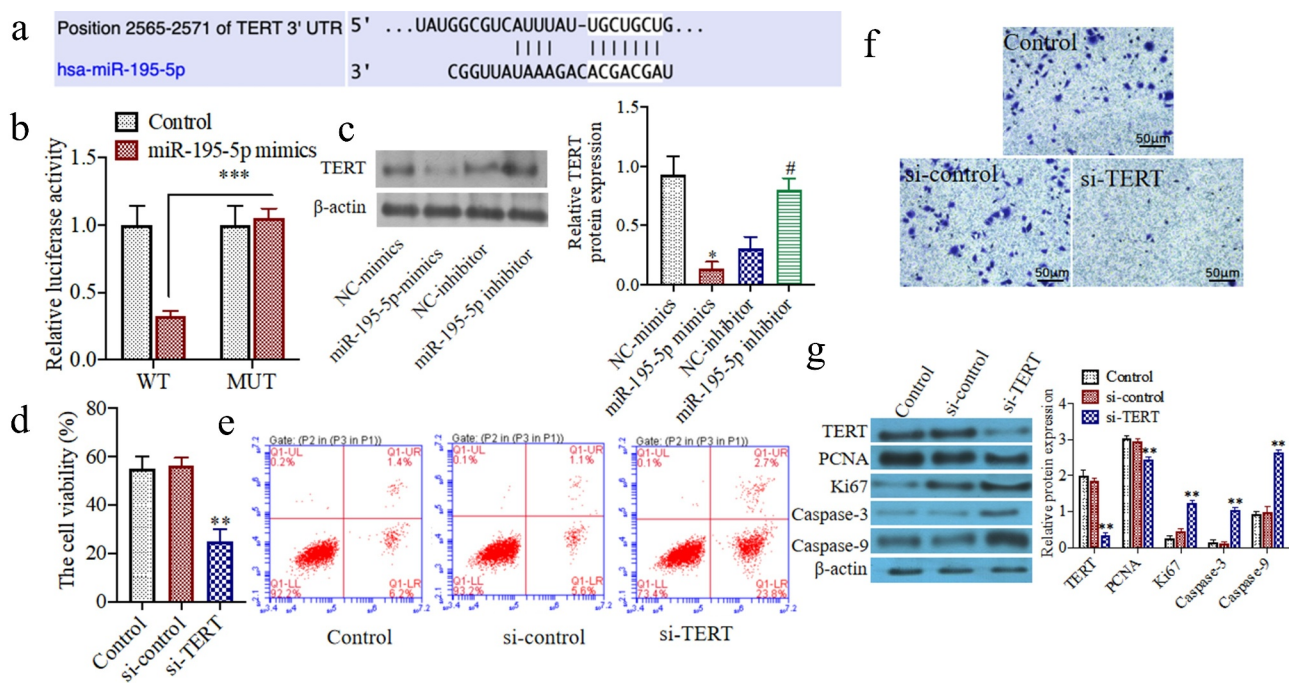 a
Position 2565-2571 of TERT 3' UTR 5' ...UAUGGCGUCAUUUAU-UGCUGCUG...
hsa-miR-195-5p 3' CGGUUAUAAAGACACGACGAU
b
Control
miR-195-5p mimics
***
Relative luciferase activity
1.5
1.0
0.5
0.0
WT MUT
c
TERT
β-actin
NC-mimics
miR-195-5p-mimics
NC-inhibitor
miR-195-5p inhibitor
Relative TERT
protein expression
1.5
1.0
0.5
0.0
*
#
NC-mimics
miR-195-5p mimics
NC-inhibitor
miR-195-5p inhibitor
d
The cell viability (%)
80
60
40
20
0
**
Control
si-control
si-TERT
e
Gate: (P2 in (P3 in P1))
Q1-UL
0.2%
Q1-UR
1.4%
Q1-LL
92.2%
Q1-LR
6.2%
Control
Gate: (P2 in (P3 in P1))
Q1-UL
0.1%
Q1-UR
1.1%
Q1-LL
93.2%
Q1-LR
5.6%
si-control
Gate: (P2 in (P3 in P1))
Q1-UL
0.1%
Q1-UR
2.7%
Q1-LL
73.4%
Q1-LR
23.8%
si-TERT
f
Control
50μm
si-control
50μm
si-TERT
50μm
g
Control
si-control
si-TERT
TERT
PCNA
Ki67
Caspase-3
Caspase-9
β-actin
Control
si-control
si-TERT
Relative protein expression
4
3
2
1
0
**
**
**
**
**
TERT
PCNA
Ki67
Caspase-3
Caspase-9